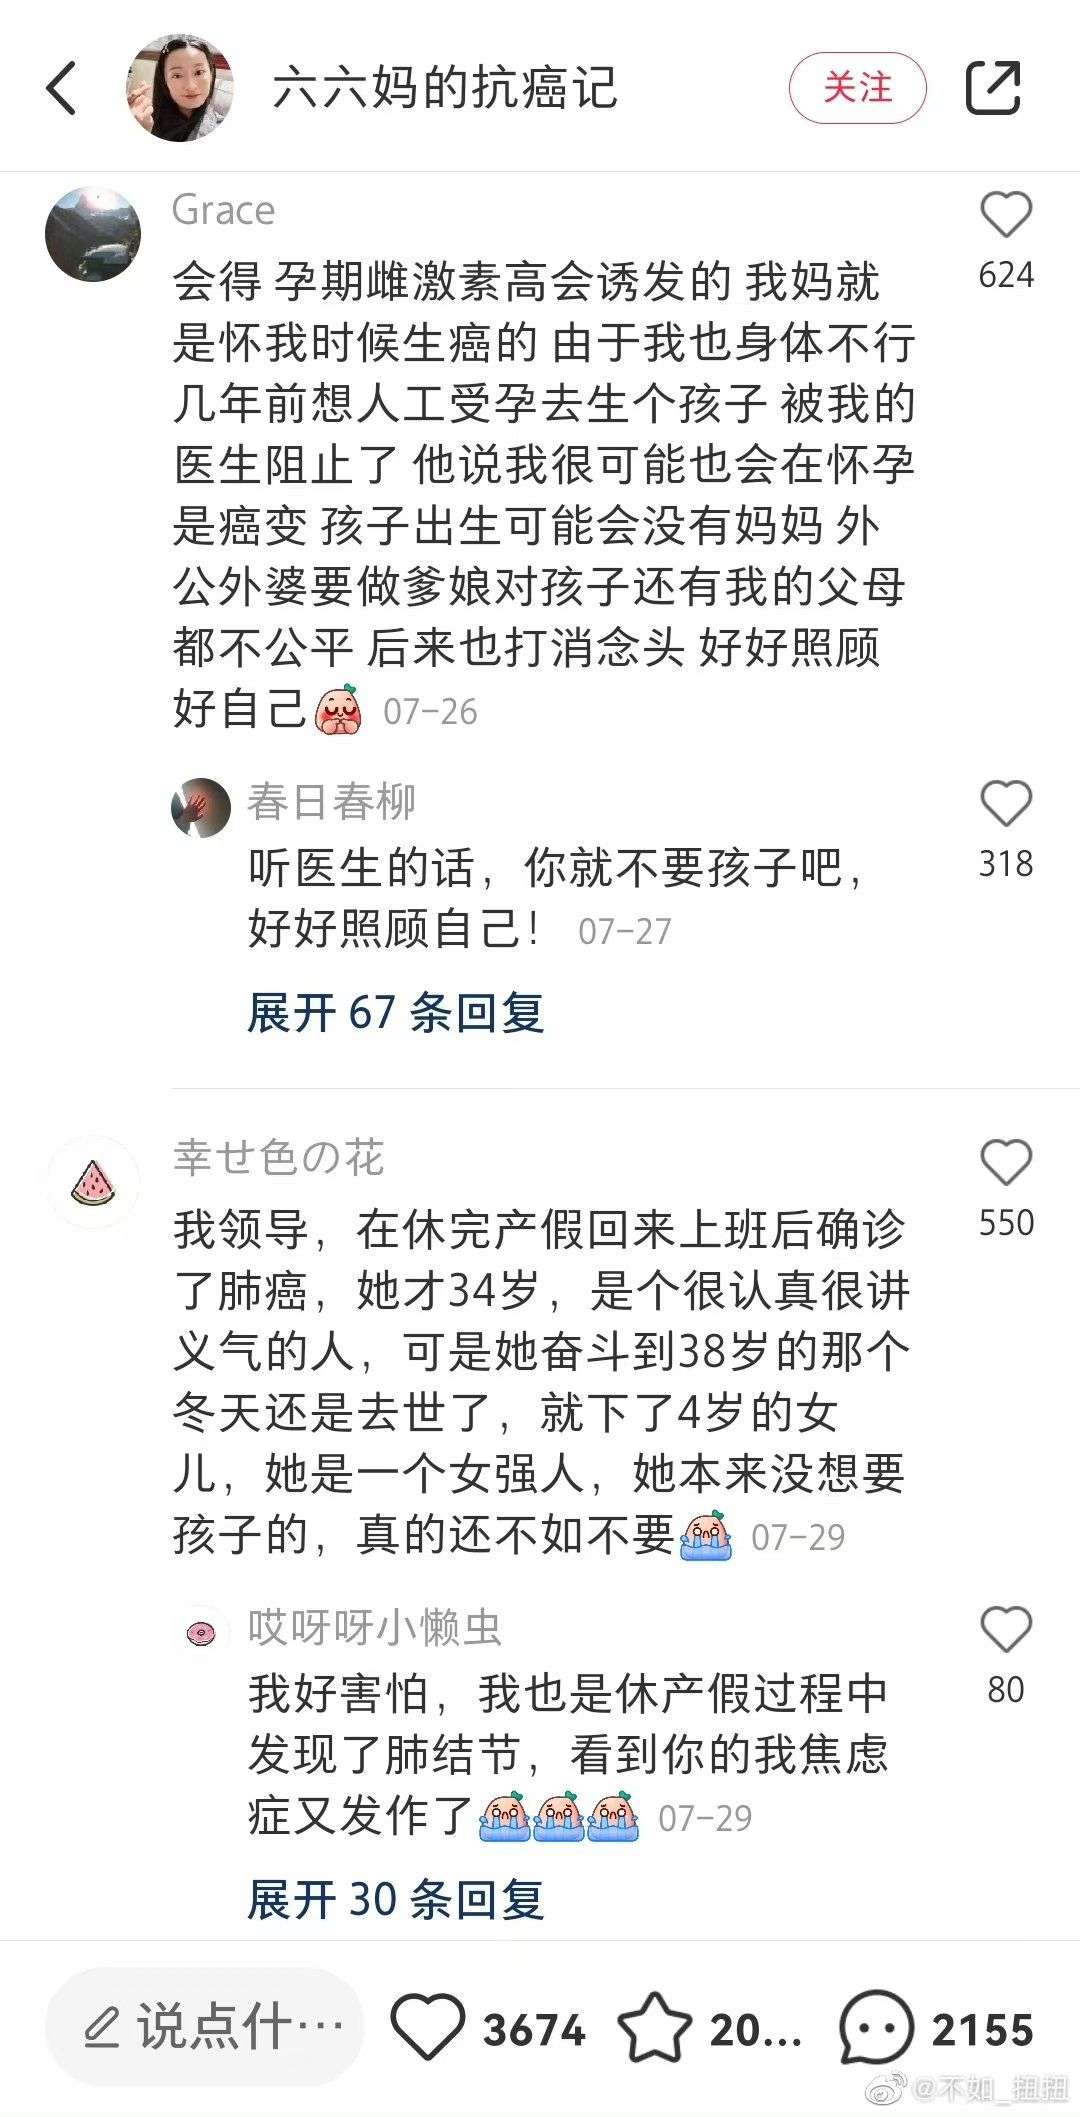 六六妈的抗癌记
关注
Grace
624
会得 孕期雌激素高会诱发的 我妈就
是怀我时候生癌的 由于我也身体不行
几年前想人工受孕去生个孩子 被我的
医生阻止了 他说我很可能也会在怀孕
是癌变 孩子出生可能会没有妈妈 外
公外婆要做爹娘对孩子还有我的父母
都不公平 后来也打消念头 好好照顾
好自己 07-26
春日春柳
318
听医生的话，你就不要孩子吧，
好好照顾自己！ 07-27
展开 67 条回复
幸せ色の花
550
我领导，在休完产假回来上班后确诊
了肺癌，她才34岁，是个很认真很讲
义气的人，可是她奋斗到38岁的那个
冬天还是去世了，就下了4岁的女
儿，她是一个女强人，她本来没想要
孩子的，真的还不如不要 07-29
哎呀呀小懒虫
80
我好害怕，我也是休产假过程中
发现了肺结节，看到你的我焦虑
症又发作了 07-29
展开 30 条回复
说点什… 3674 20... 2155
@不如_扭扭